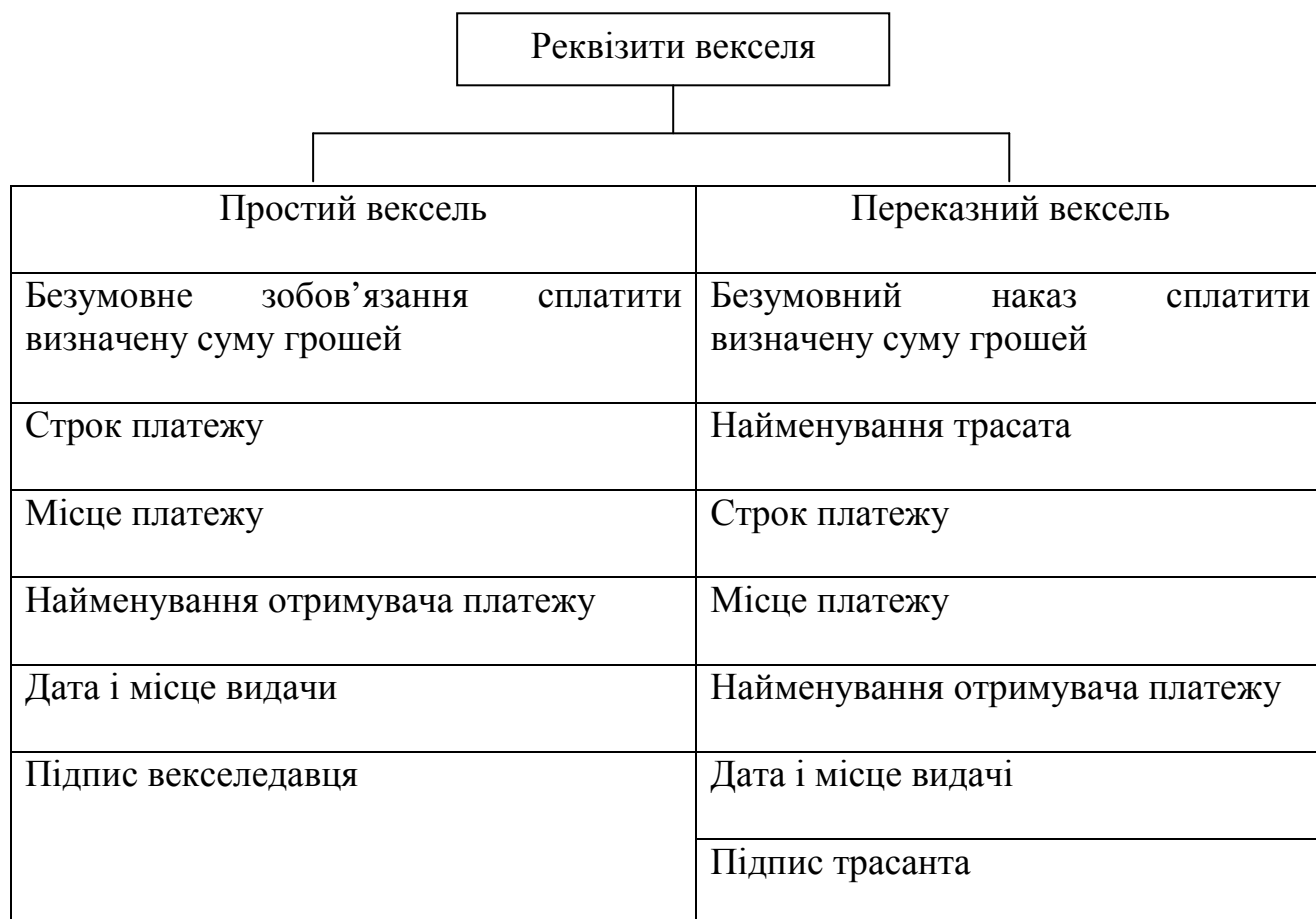 Реквізити векселя
Простий вексель
Переказний вексель
Безумовне зобов’язання сплатити
визначену суму грошей
Безумовний наказ сплатити
визначену суму грошей
Строк платежу
Найменування трасата
Місце платежу
Строк платежу
Найменування отримувача платежу
Місце платежу
Дата і місце видачи
Найменування отримувача платежу
Підпис векселедавця
Дата і місце видачі
Підпис трасанта